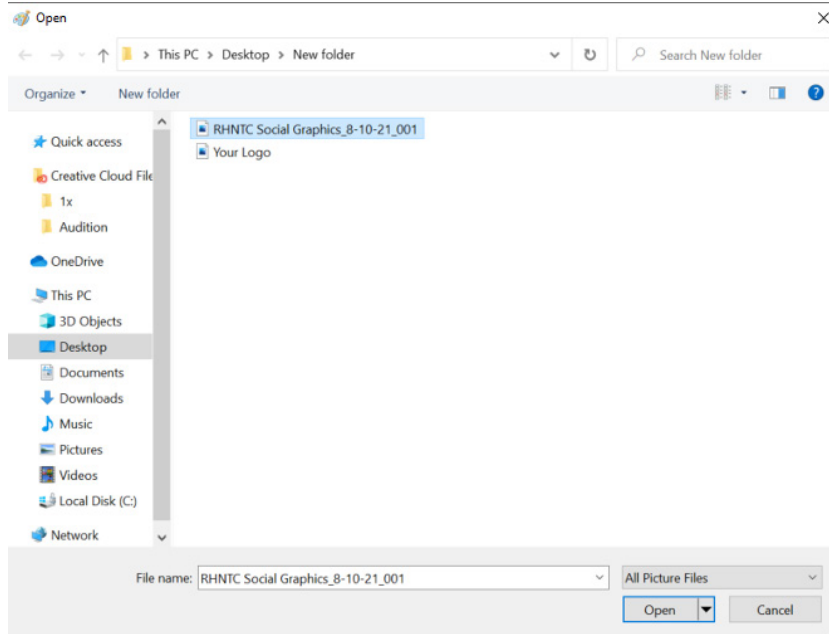 Open
This PC > Desktop > New folder
Search New folder
Organize
New folder
RHNTC Social Graphics_8-10-21_001
Your Logo
Quick access
Creative Cloud File
1x
Audition
OneDrive
This PC
3D Objects
Desktop
Documents
Downloads
Music
Pictures
Videos
Local Disk (C:)
Network
File name: RHNTC Social Graphics_8-10-21_001
All Picture Files
Open
Cancel